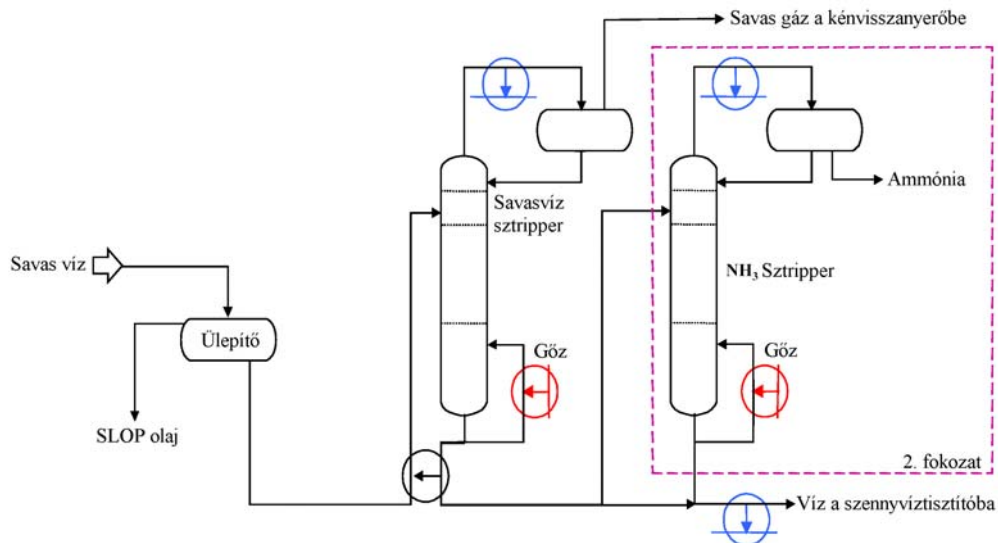 Savas gáz a kénvisszanyerőbe
Ammónia
Savasvíz
sztripper
Savas víz
NH₃ Sztripper
Ülepítő
Gőz
Gőz
SLOP olaj
2. fokozat
Víz a szennyvíztisztítóba